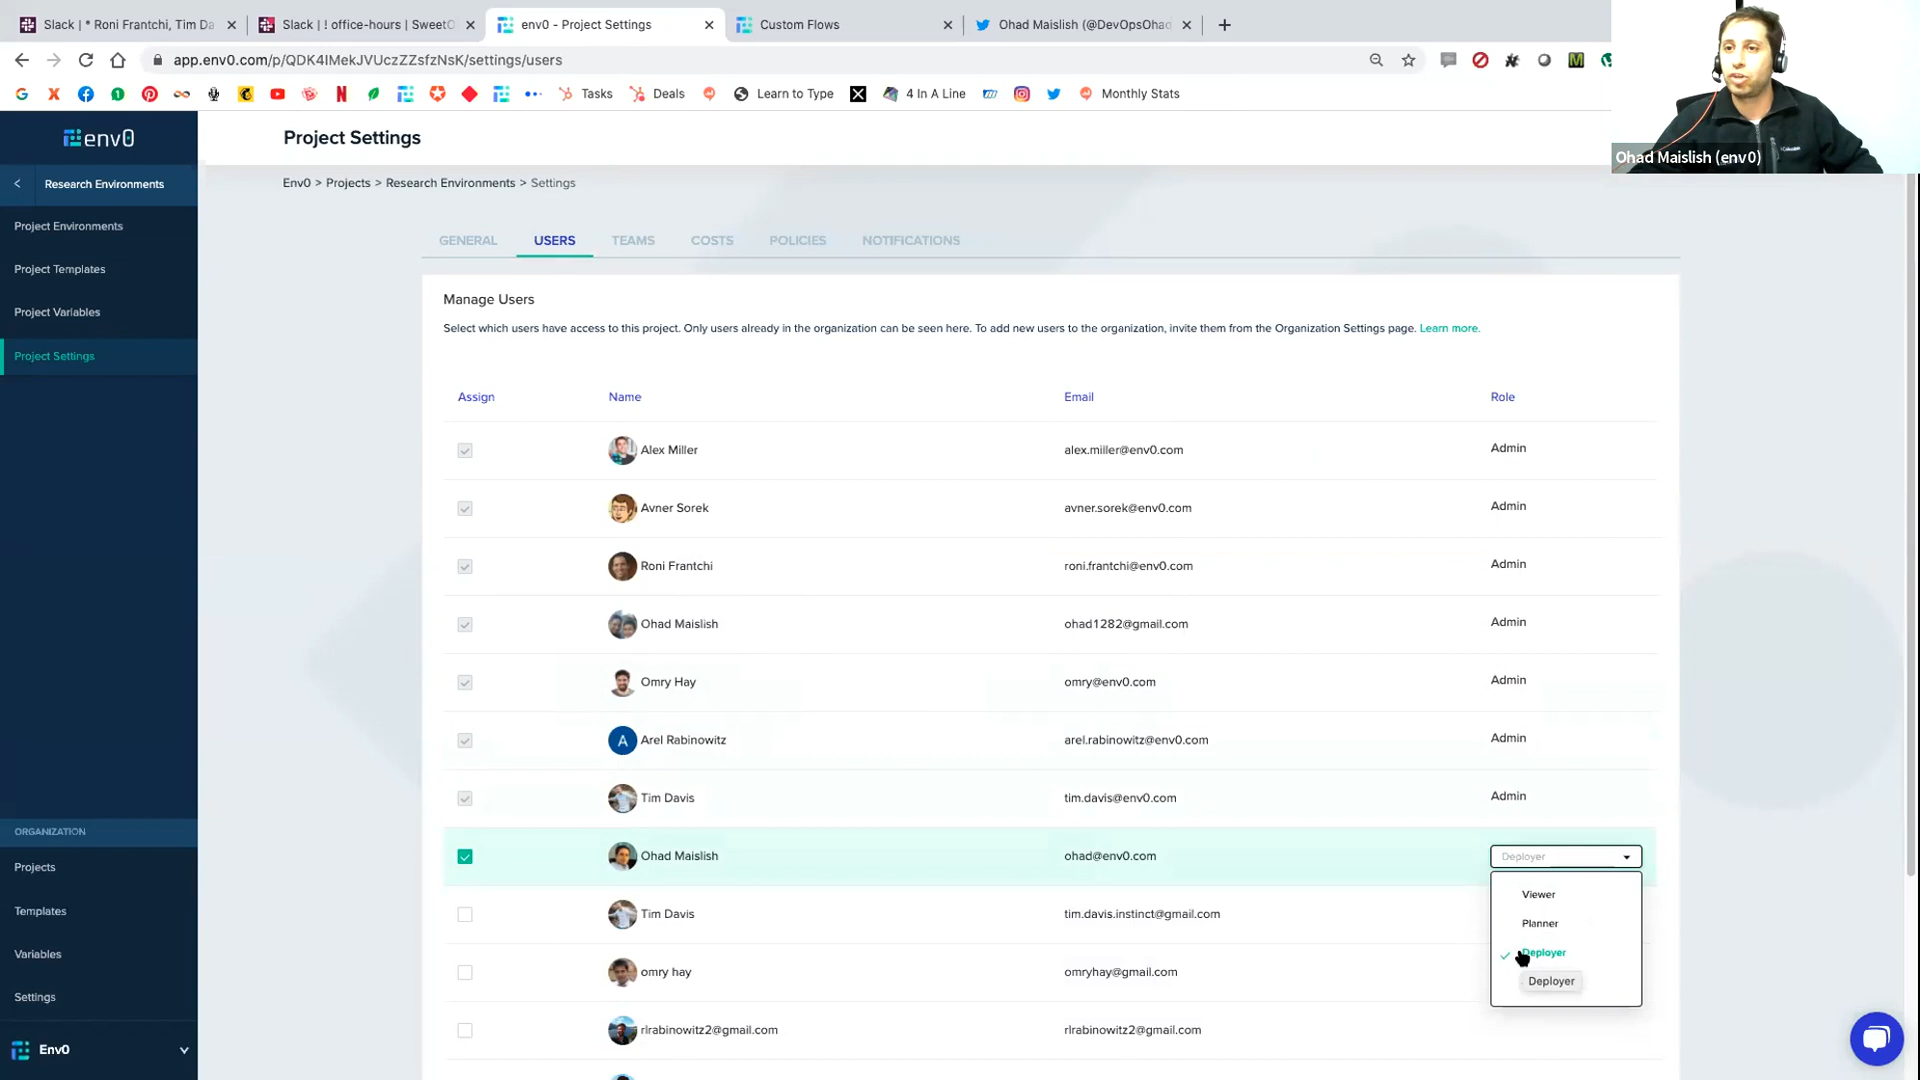 Slack | * Roni Frantchi, Tim Da
Slack | ! office-hours | SweetO
env0 - Project Settings
Custom Flows
Ohad Maislish (@DevOpsOhad
app.env0.com/p/QDK4IMekJVUczZZsfzNsK/settings/users
Tasks
Deals
Learn to Type
4 In A Line
Monthly Stats
Ohad Maislish (env0)
env0
Project Settings
Research Environments
Env0 > Projects > Research Environments > Settings
Project Environments
Project Templates
Project Variables
Project Settings
GENERAL
USERS
TEAMS
COSTS
POLICIES
NOTIFICATIONS
Manage Users
Select which users have access to this project. Only users already in the organization can be seen here. To add new users to the organization, invite them from the Organization Settings page. Learn more.
Assign Name Email Role
Alex Miller alex.miller@env0.com Admin
Avner Sorek avner.sorek@env0.com Admin
Roni Frantchi roni.frantchi@env0.com Admin
Ohad Maislish ohad1282@gmail.com Admin
Omry Hay omry@env0.com Admin
A Arel Rabinowitz arel.rabinowitz@env0.com Admin
Tim Davis tim.davis@env0.com Admin
Ohad Maislish ohad@env0.com Deployer
Viewer
Planner
Deployer
Deployer
Tim Davis tim.davis.instinct@gmail.com
omry hay omryhay@gmail.com
rlrabinowitz2@gmail.com rlrabinowitz2@gmail.com
ORGANIZATION
Projects
Templates
Variables
Settings
Env0